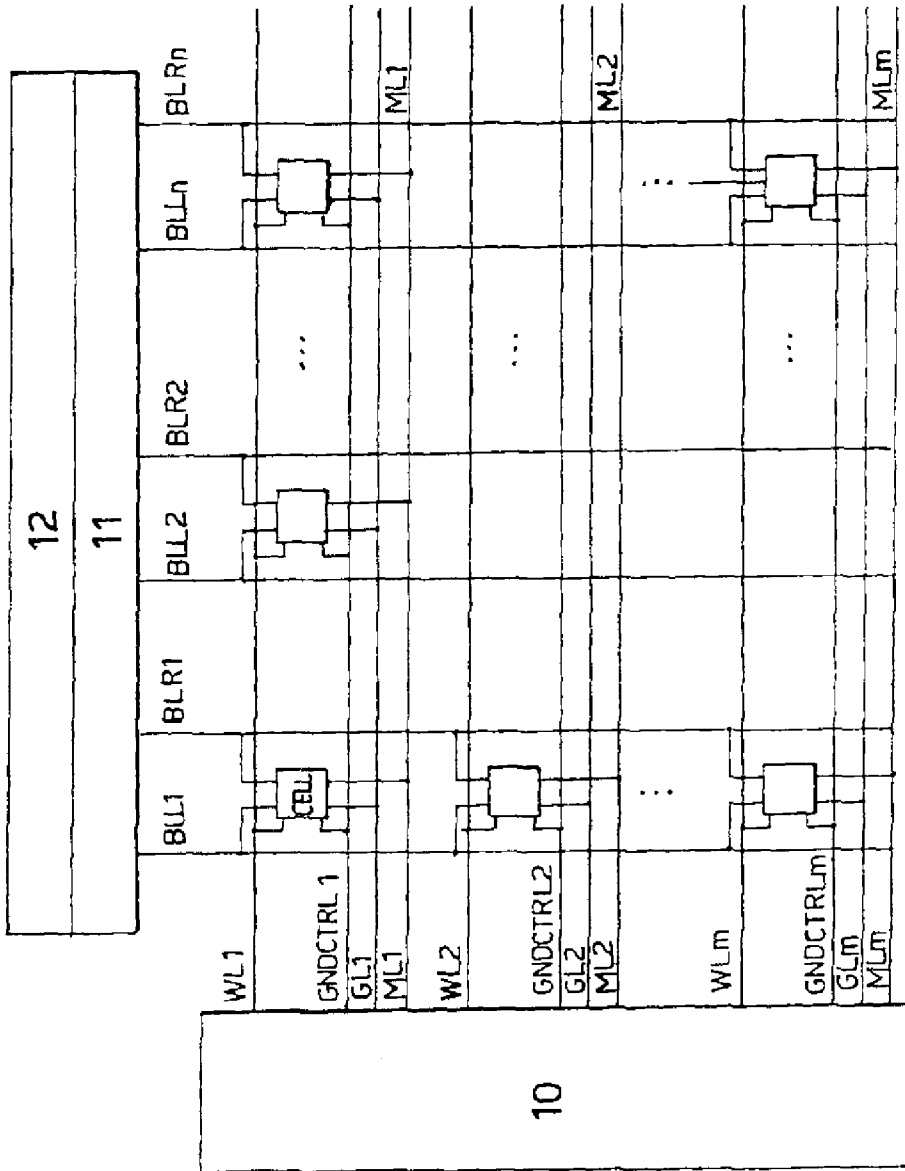 12
11
BLL1
BLR1
BLL2
BLR2
BLLn
BLRn
WL1
CELL
GNDCTRL1
GL1
ML1
ML1
WL2
GNDCTRL2
GL2
ML2
ML2
WLm
GNDCTRLm
GLm
MLm
MLm
10